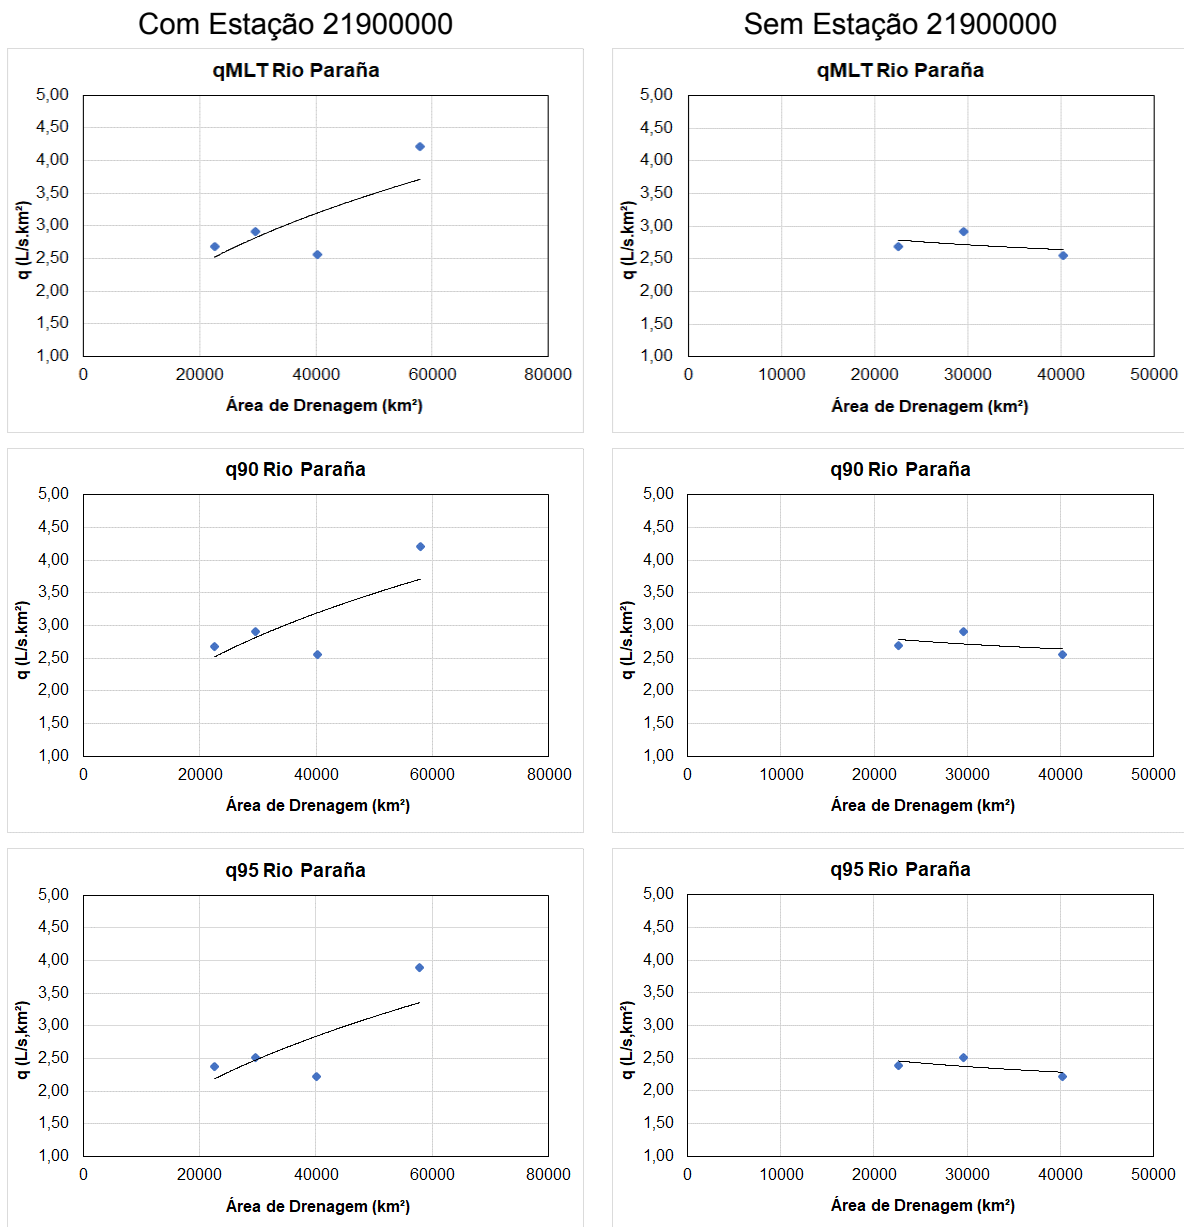 Com Estação 21900000
Sem Estação 21900000
qMLT Rio Paraña
5,00
4,50
4,00
3,50
3,00
2,50
2,00
1,50
1,00
q (L/s.km²)
0 20000 40000 60000 80000
Área de Drenagem (km²)
qMLT Rio Paraña
5,00
4,50
4,00
3,50
3,00
2,50
2,00
1,50
1,00
q (L/s.km²)
0 10000 20000 30000 40000 50000
Área de Drenagem (km²)
q90 Rio Paraña
5,00
4,50
4,00
3,50
3,00
2,50
2,00
1,50
1,00
q (L/s.km²)
0 20000 40000 60000 80000
Área de Drenagem (km²)
q90 Rio Paraña
5,00
4,50
4,00
3,50
3,00
2,50
2,00
1,50
1,00
q (L/s.km²)
0 10000 20000 30000 40000 50000
Área de Drenagem (km²)
q95 Rio Paraña
5,00
4,50
4,00
3,50
3,00
2,50
2,00
1,50
1,00
q (L/s,km²)
0 20000 40000 60000 80000
Área de Drenagem (km²)
q95 Rio Paraña
5,00
4,50
4,00
3,50
3,00
2,50
2,00
1,50
1,00
q (L/s,km²)
0 10000 20000 30000 40000 50000
Área de Drenagem (km²)